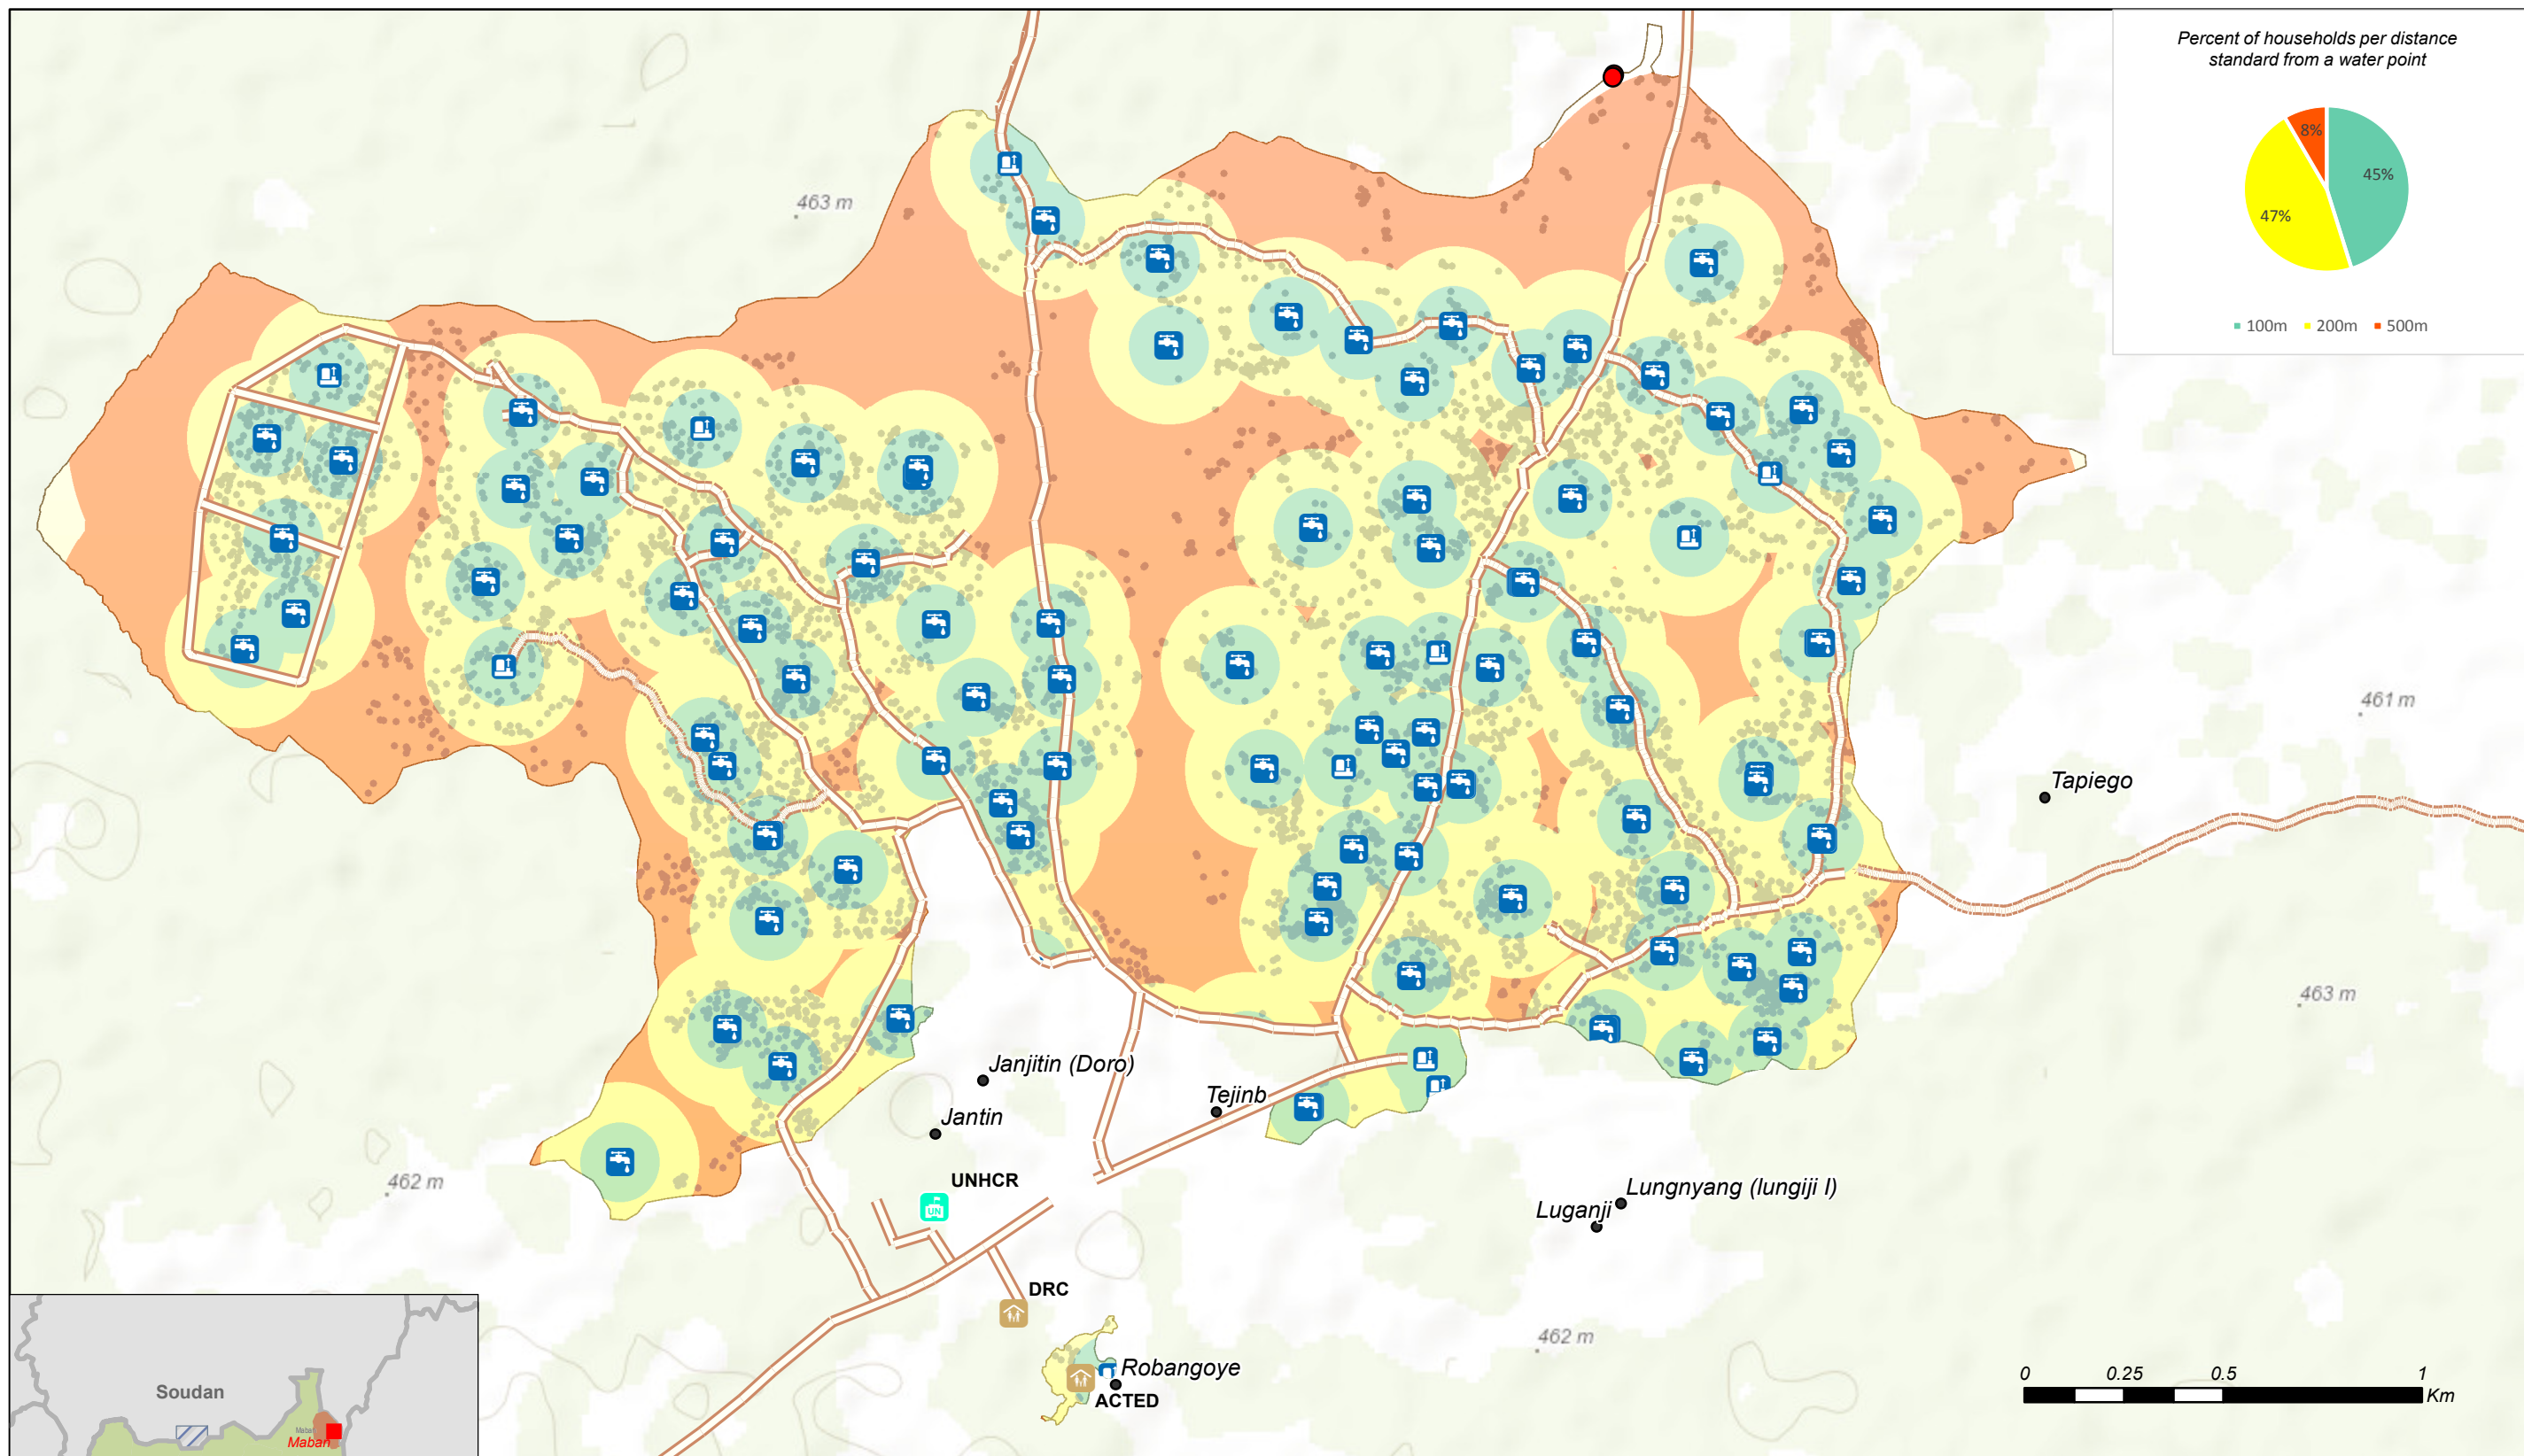 Percent of households per distance
standard from a water point
8%
45%
47%
100m 200m 500m
463 m
461 m
Tapiego
463 m
Janjitin (Doro)
Tejinb
Jantin
462 m
UNHCR
UN
Lungnyang (lungiji I)
Luganji
DRC
462 m
Robangoye
ACTED
0 0.25 0.5 1
Km
Soudan
Maban
Maban